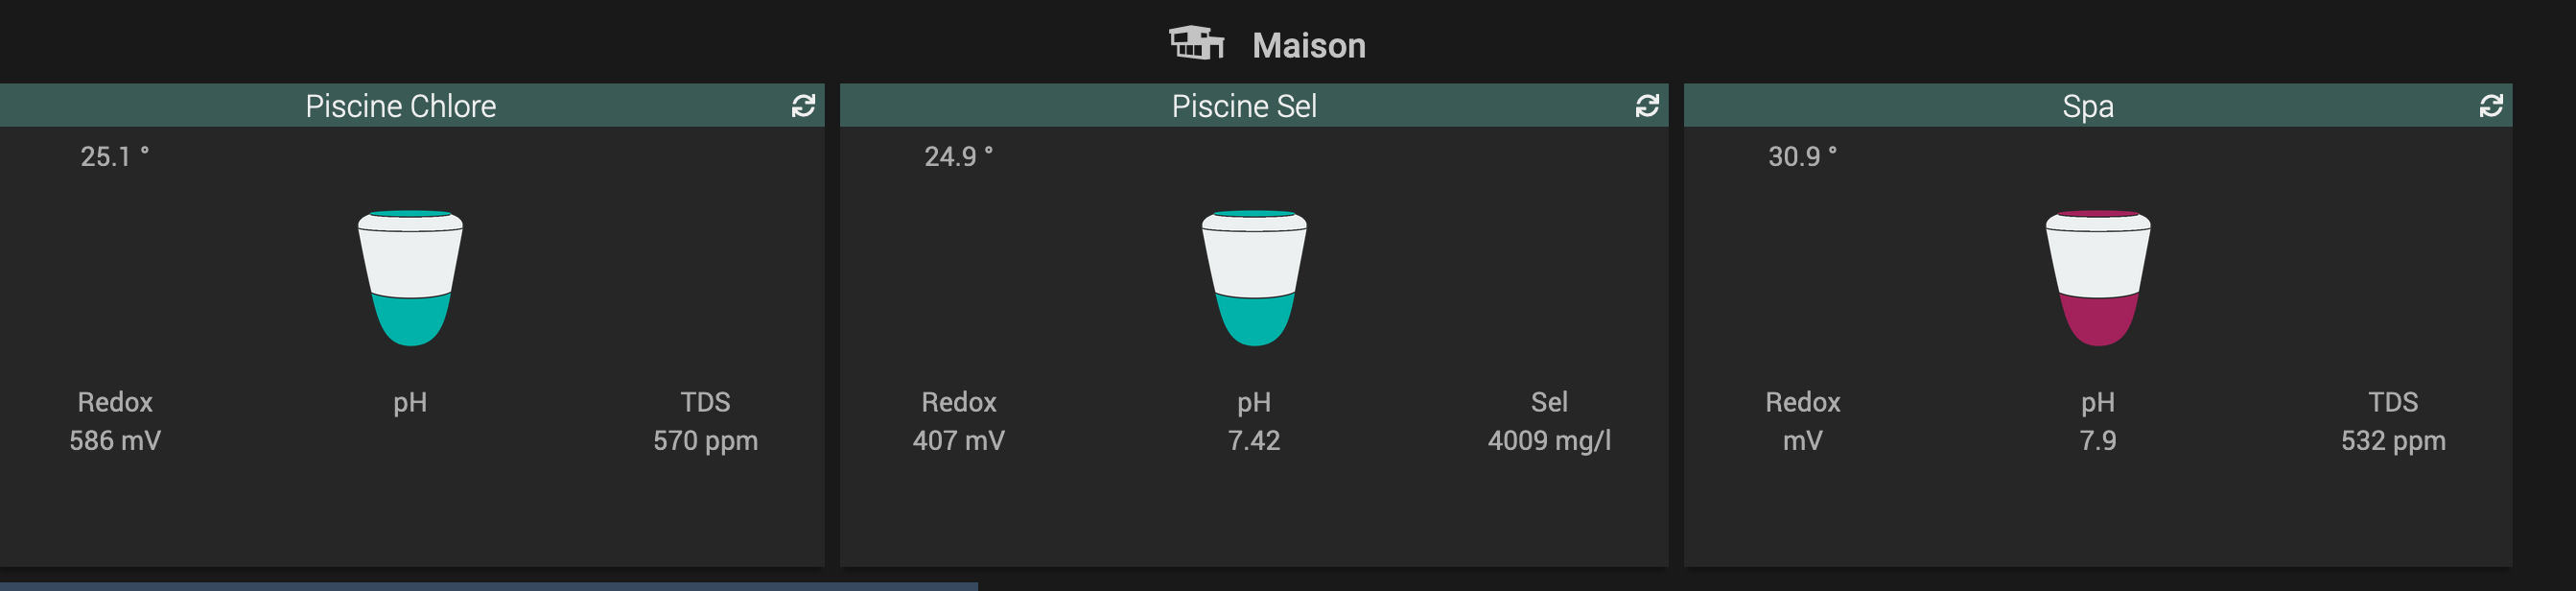 Maison
Piscine Chlore
25.1 °
Redox pH TDS
586 mV 570 ppm
Piscine Sel
24.9 °
Redox pH Sel
407 mV 7.42 4009 mg/l
Spa
30.9 °
Redox pH TDS
mV 7.9 532 ppm